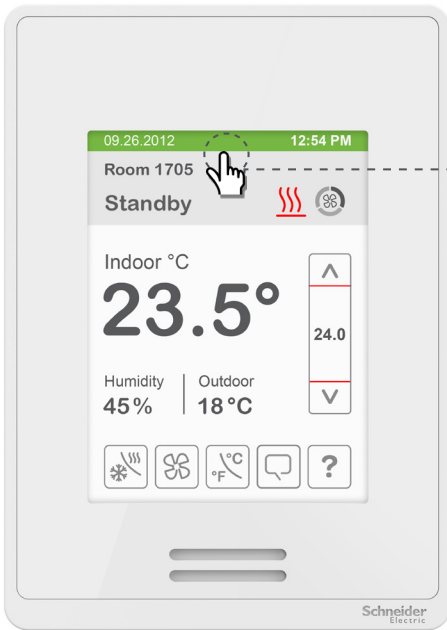 09.26.2012 12:54 PM
Room 1705
Standby
Indoor °C
23.5°
24.0
Humidity Outdoor
45% 18°C
°F °C
?
Schneider
Electric